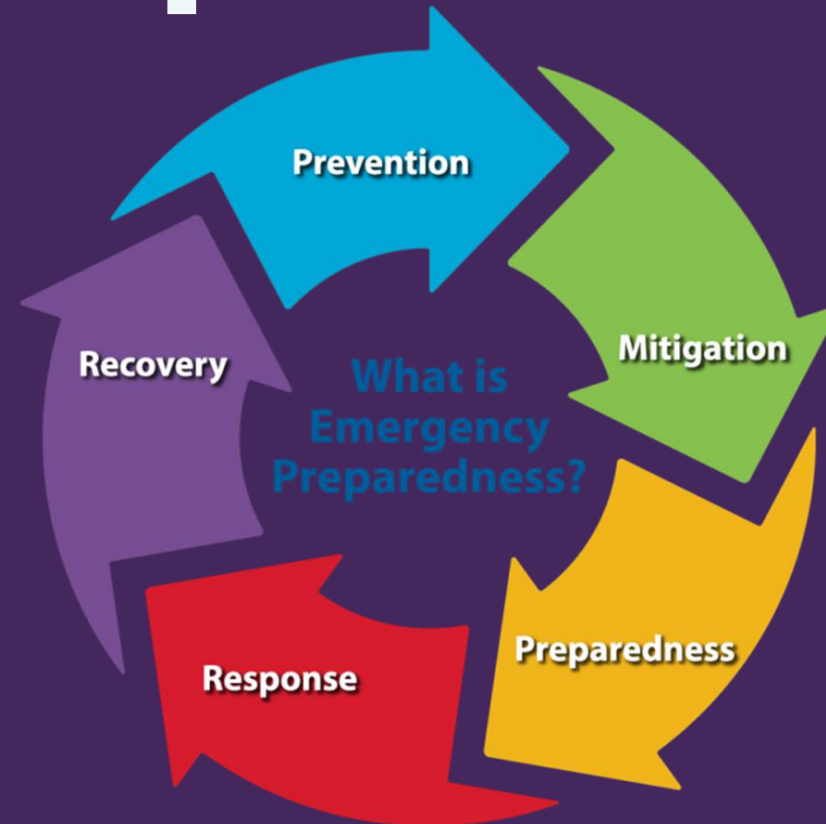 Prevention
Mitigation
Preparedness
Response
Recovery
What is
Emergency
Preparedness?